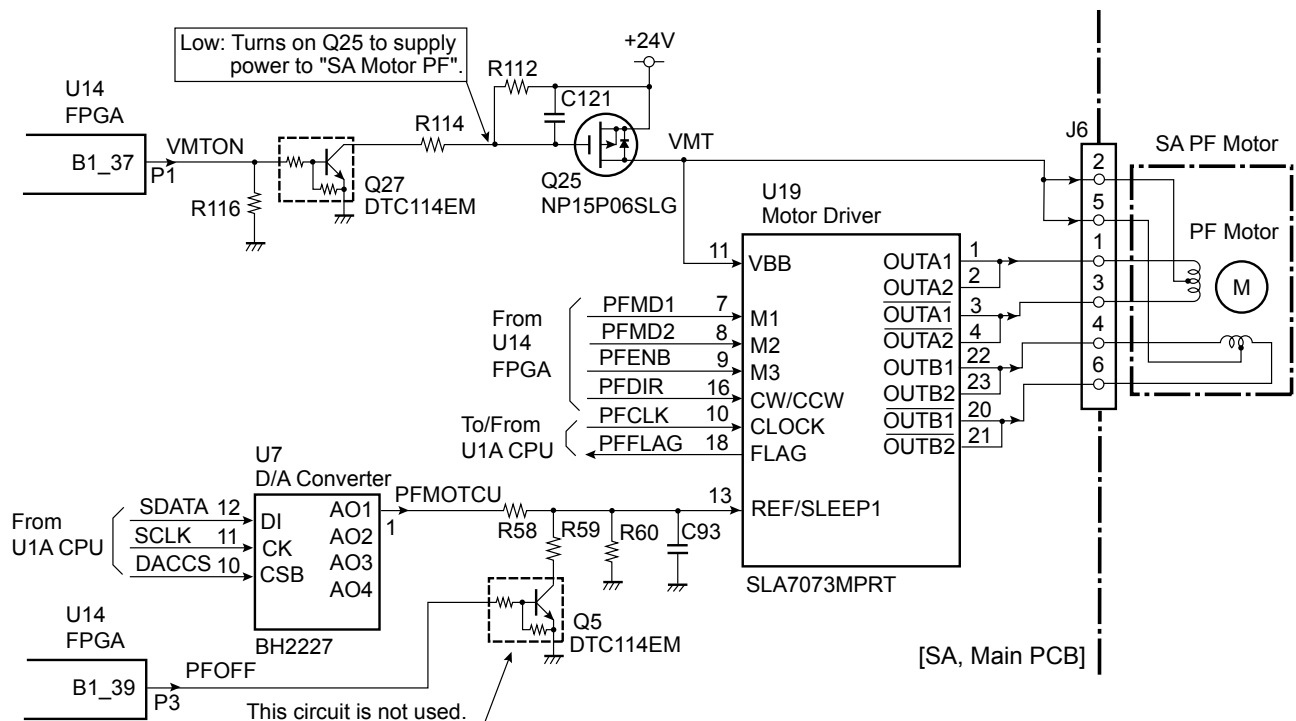 Low: Turns on Q25 to supply
power to "SA Motor PF".
+24V
R112
C121
U14
FPGA
R114
VMT
J6
B1_37
VMTON
P1
R116
Q27
DTC114EM
Q25
NP15P06SLG
SA PF Motor
2
5
1
3
4
6
PF Motor
M
U19
Motor Driver
11
VBB
OUTA1
1
OUTA2
2
From
U14
FPGA
PFMD1
7
M1
OUTA1
3
PFMD2
8
M2
OUTA2
4
PFENB
9
M3
OUTB1
22
PFDIR
16
CW/CCW
OUTB2
23
To/From
U1A CPU
PFCLK
10
CLOCK
OUTB1
20
PFFLAG
18
FLAG
OUTB2
21
U7
D/A Converter
PFMOTCU
13
REF/SLEEP1
From
U1A CPU
SDATA
12
DI
AO1
1
SCLK
11
CK
AO2
DACCS
10
CSB
AO3
AO4
R58
R59
R60
C93
SLA7073MPRT
U14
FPGA
BH2227
Q5
DTC114EM
[SA, Main PCB]
B1_39
PFOFF
P3
This circuit is not used.